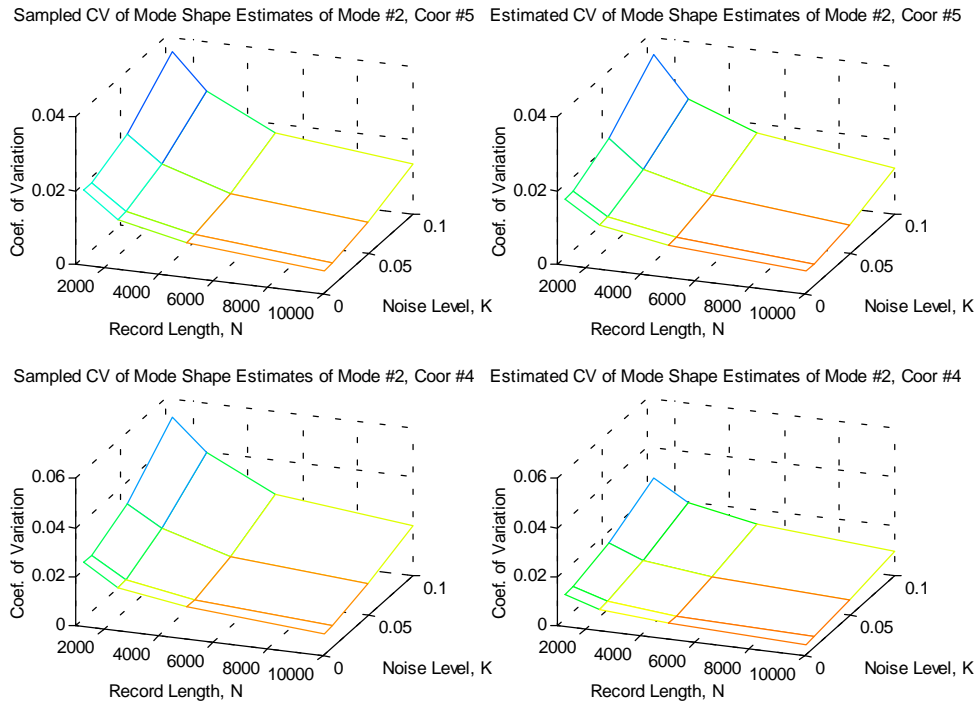 Sampled CV of Mode Shape Estimates of Mode #2, Coor #5
0.04
0.02
0
Coef. of Variation
2000
4000
6000
8000
10000
Record Length, N
0
0.05
0.1
Noise Level, K
Estimated CV of Mode Shape Estimates of Mode #2, Coor #5
0.04
0.02
0
Coef. of Variation
2000
4000
6000
8000
10000
Record Length, N
0
0.05
0.1
Noise Level, K
Sampled CV of Mode Shape Estimates of Mode #2, Coor #4
0.06
0.04
0.02
0
Coef. of Variation
2000
4000
6000
8000
10000
Record Length, N
0
0.05
0.1
Noise Level, K
Estimated CV of Mode Shape Estimates of Mode #2, Coor #4
0.06
0.04
0.02
0
Coef. of Variation
2000
4000
6000
8000
10000
Record Length, N
0
0.05
0.1
Noise Level, K